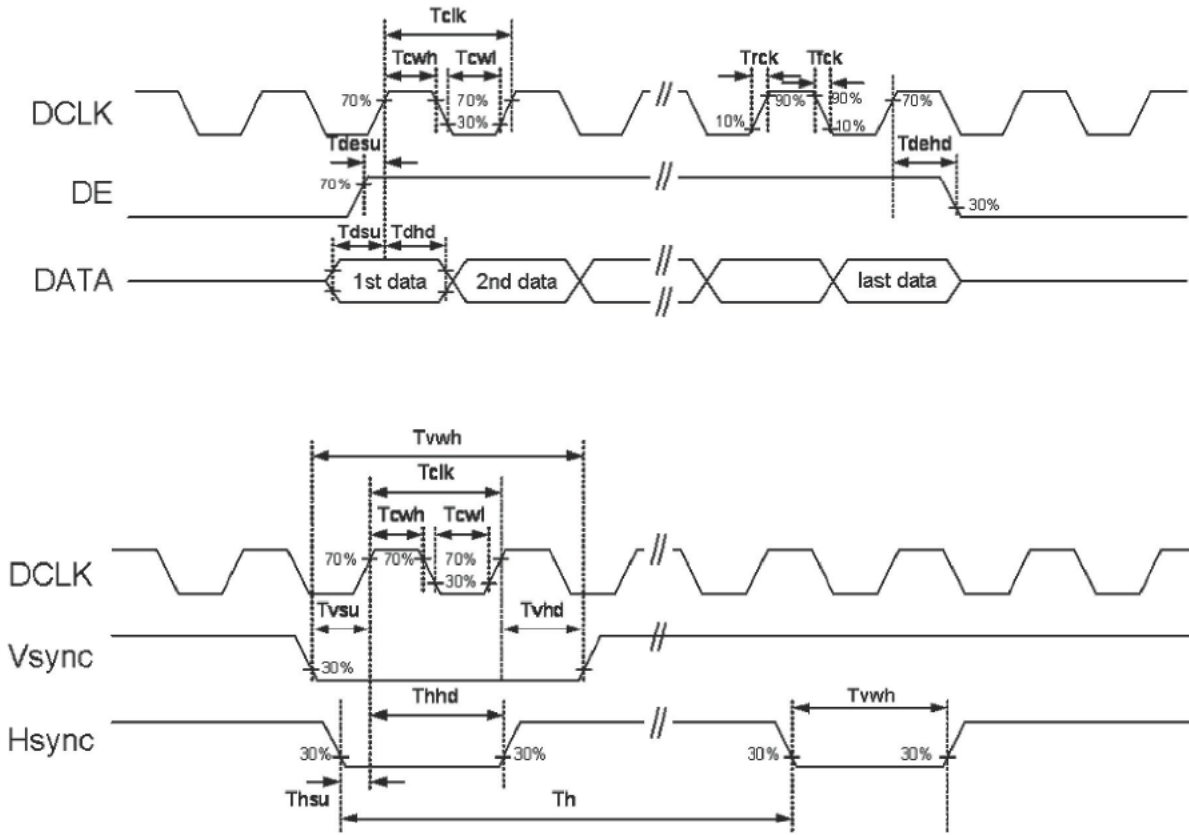 Tclk
Tcwh Tcwl Trck Tfck
DCLK 70% 70% 30% 10% 90% 90% 10% 70%
Tdesu Tdehd
DE 70% 30%
Tdsu Tdhd
DATA 1st data 2nd data last data
Tvwh
Tclk
Tcwh Tcwl
DCLK 70% 70% 70% 30%
Tvsu Tvhd
Vsync 30%
Thhd Tvwh
Hsync 30% 30% 30% 30%
Thsu Th